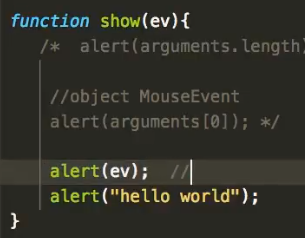 function show(ev){
/* alert(arguments.length)
//object MouseEvent
alert(arguments[0]); */
alert(ev); //
alert("hello world");
}